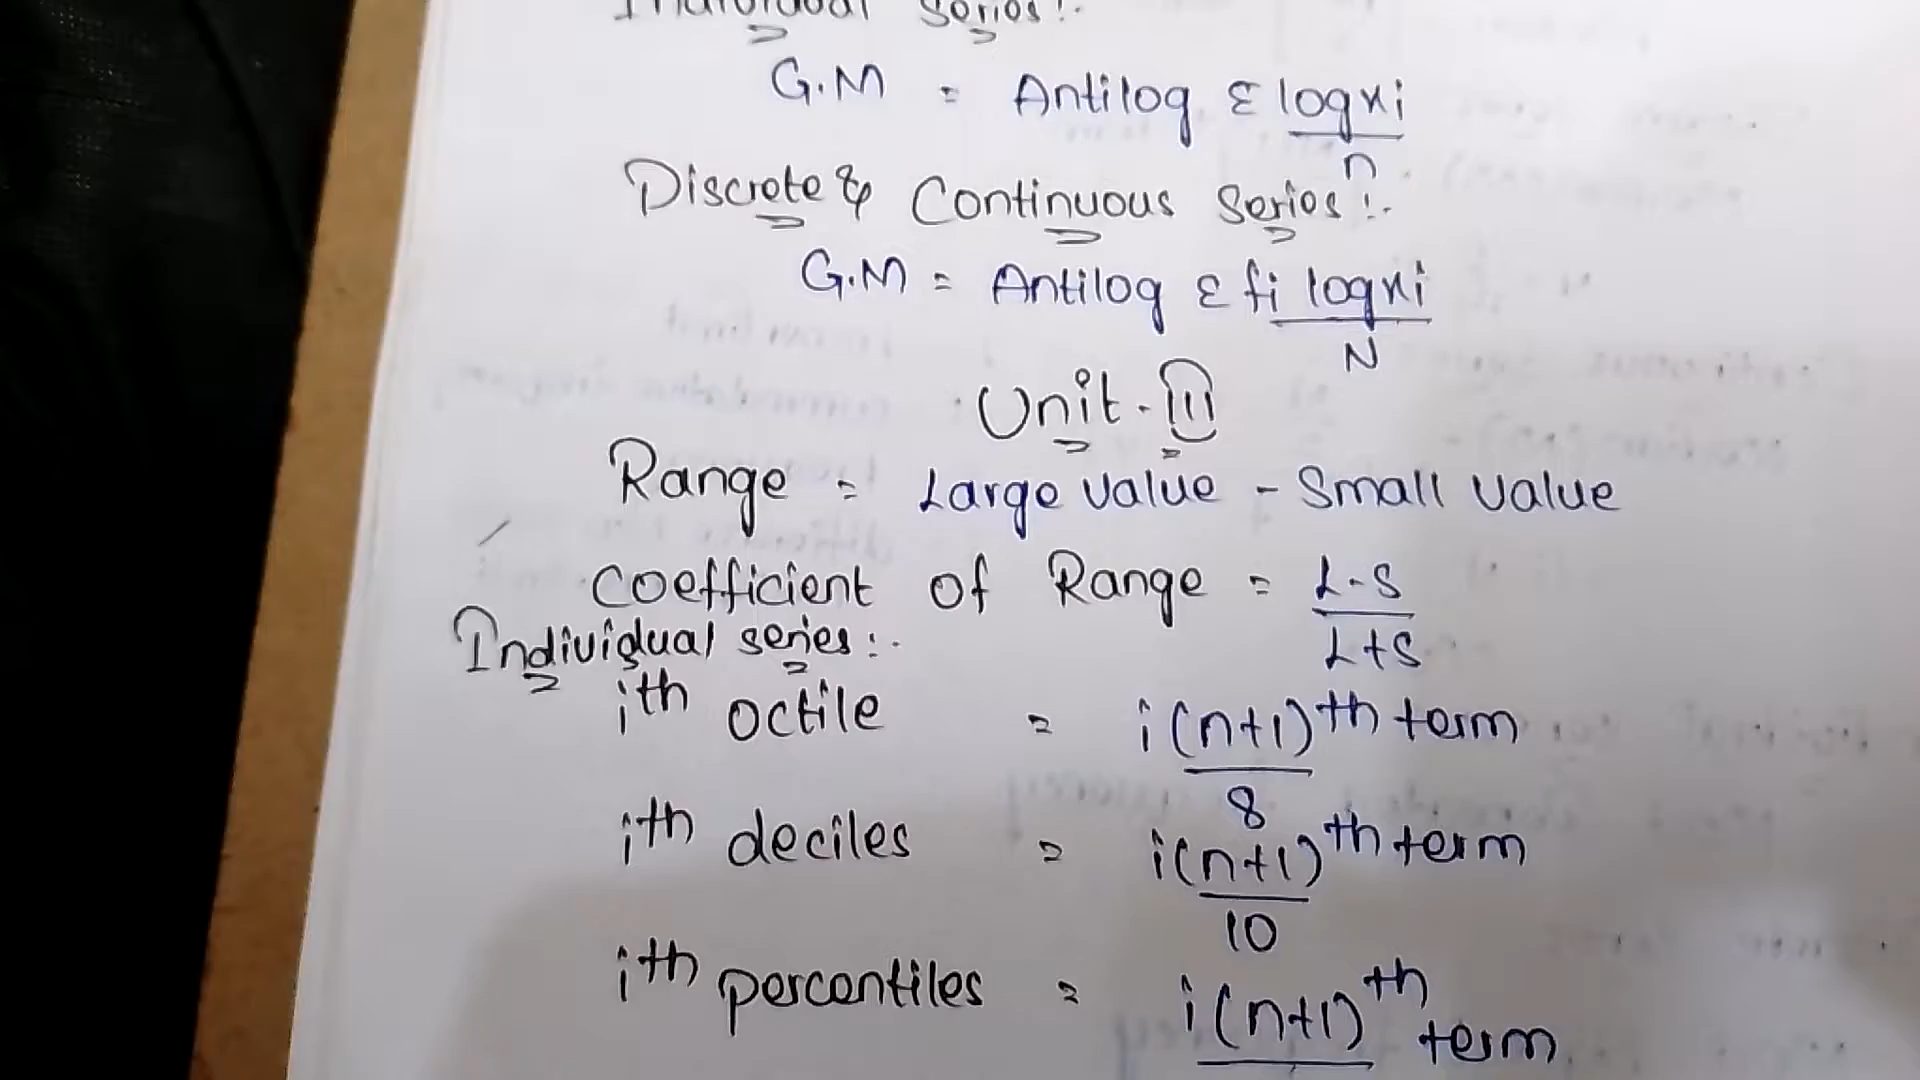 Individual Series:-
G.M = Antilog Σ log xi
n
Discrete & Continuous Series:-
G.M = Antilog Σ fi log xi
N
Unit-III
Range = Large value - Small value
Coefficient of Range = L-S
L+S
Individual series:-
ith octile = i(n+1)th term
8
ith deciles = i(n+1)th term
10
ith percentiles = i(n+1)th term